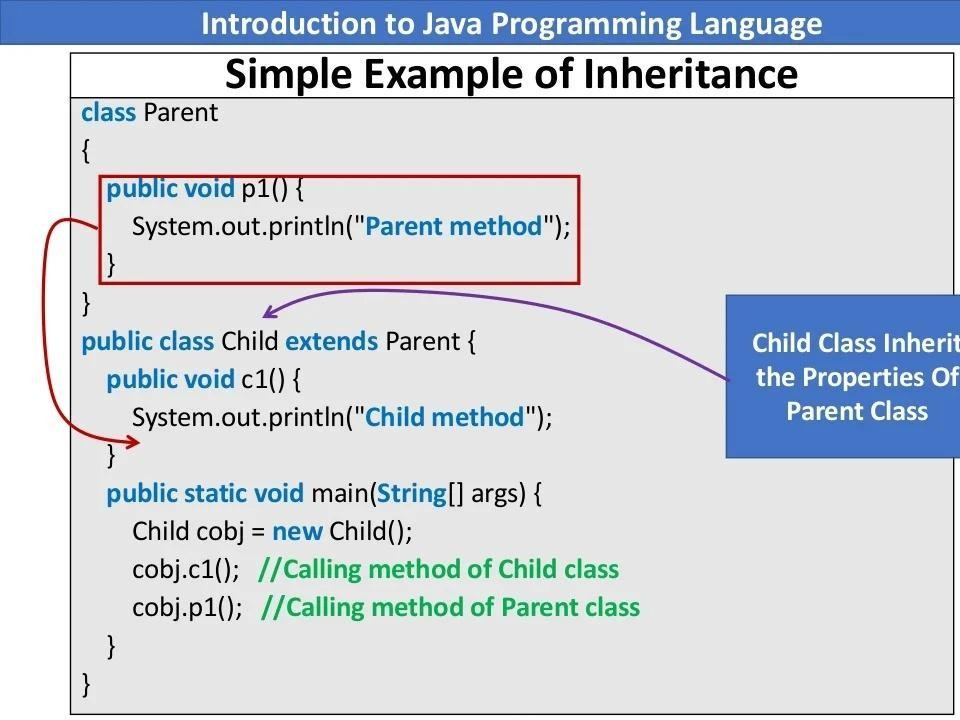 Introduction to Java Programming Language
Simple Example of Inheritance
class Parent
{
public void p1() {
System.out.println("Parent method");
}
}
public class Child extends Parent {
public void c1() {
System.out.println("Child method");
}
public static void main(String[] args) {
Child cobj = new Child();
cobj.c1(); //Calling method of Child class
cobj.p1(); //Calling method of Parent class
}
}
Child Class Inherit
the Properties Of
Parent Class